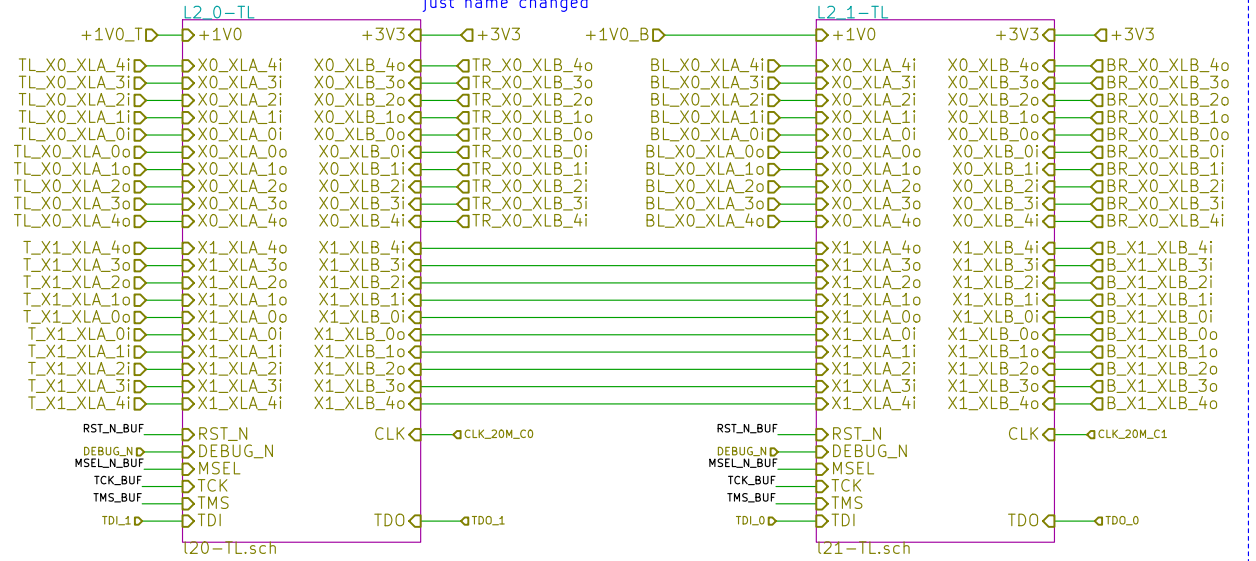 just name changed
L2_0-TL L2_1-TL
+1V0_T +1V0 +3V3 +3V3 +1V0_B +1V0 +3V3 +3V3
TL_X0_XLA_4i X0_XLA_4i X0_XLB_4o TR_X0_XLB_4o BL_X0_XLA_4i X0_XLA_4i X0_XLB_4o BR_X0_XLB_4o
TL_X0_XLA_3i X0_XLA_3i X0_XLB_3o TR_X0_XLB_3o BL_X0_XLA_3i X0_XLA_3i X0_XLB_3o BR_X0_XLB_3o
TL_X0_XLA_2i X0_XLA_2i X0_XLB_2o TR_X0_XLB_2o BL_X0_XLA_2i X0_XLA_2i X0_XLB_2o BR_X0_XLB_2o
TL_X0_XLA_1i X0_XLA_1i X0_XLB_1o TR_X0_XLB_1o BL_X0_XLA_1i X0_XLA_1i X0_XLB_1o BR_X0_XLB_1o
TL_X0_XLA_0i X0_XLA_0i X0_XLB_0o TR_X0_XLB_0o BL_X0_XLA_0i X0_XLA_0i X0_XLB_0o BR_X0_XLB_0o
TL_X0_XLA_0o X0_XLA_0o X0_XLB_0i TR_X0_XLB_0i BL_X0_XLA_0o X0_XLA_0o X0_XLB_0i BR_X0_XLB_0i
TL_X0_XLA_1o X0_XLA_1o X0_XLB_1i TR_X0_XLB_1i BL_X0_XLA_1o X0_XLA_1o X0_XLB_1i BR_X0_XLB_1i
TL_X0_XLA_2o X0_XLA_2o X0_XLB_2i TR_X0_XLB_2i BL_X0_XLA_2o X0_XLA_2o X0_XLB_2i BR_X0_XLB_2i
TL_X0_XLA_3o X0_XLA_3o X0_XLB_3i TR_X0_XLB_3i BL_X0_XLA_3o X0_XLA_3o X0_XLB_3i BR_X0_XLB_3i
TL_X0_XLA_4o X0_XLA_4o X0_XLB_4i TR_X0_XLB_4i BL_X0_XLA_4o X0_XLA_4o X0_XLB_4i BR_X0_XLB_4i
T_X1_XLA_4o X1_XLA_4o X1_XLB_4i X1_XLA_4o X1_XLB_4i B_X1_XLB_4i
T_X1_XLA_3o X1_XLA_3o X1_XLB_3i X1_XLA_3o X1_XLB_3i B_X1_XLB_3i
T_X1_XLA_2o X1_XLA_2o X1_XLB_2i X1_XLA_2o X1_XLB_2i B_X1_XLB_2i
T_X1_XLA_1o X1_XLA_1o X1_XLB_1i X1_XLA_1o X1_XLB_1i B_X1_XLB_1i
T_X1_XLA_0o X1_XLA_0o X1_XLB_0i X1_XLA_0i X1_XLB_0i B_X1_XLB_0i
T_X1_XLA_0i X1_XLA_0i X1_XLB_0o X1_XLA_0i X1_XLB_0o B_X1_XLB_0o
T_X1_XLA_1i X1_XLA_1i X1_XLB_1o X1_XLA_1i X1_XLB_1o B_X1_XLB_1o
T_X1_XLA_2i X1_XLA_2i X1_XLB_2o X1_XLA_2i X1_XLB_2o B_X1_XLB_2o
T_X1_XLA_3i X1_XLA_3i X1_XLB_3o X1_XLA_3i X1_XLB_3o B_X1_XLB_3o
T_X1_XLA_4i X1_XLA_4i X1_XLB_4o X1_XLA_4i X1_XLB_4o B_X1_XLB_4o
RST_N_BUF RST_N CLK CLK_20M_C0 RST_N_BUF RST_N CLK CLK_20M_C1
DEBUG_N DEBUG_N DEBUG_N DEBUG_N
MSEL_N_BUF MSEL MSEL_N_BUF MSEL
TCK_BUF TCK TCK_BUF TCK
TMS_BUF TMS TMS_BUF TMS
TDI_1 TDI TDO TDO_1 TDI_0 TDI TDO TDO_0
l20-TL.sch l21-TL.sch